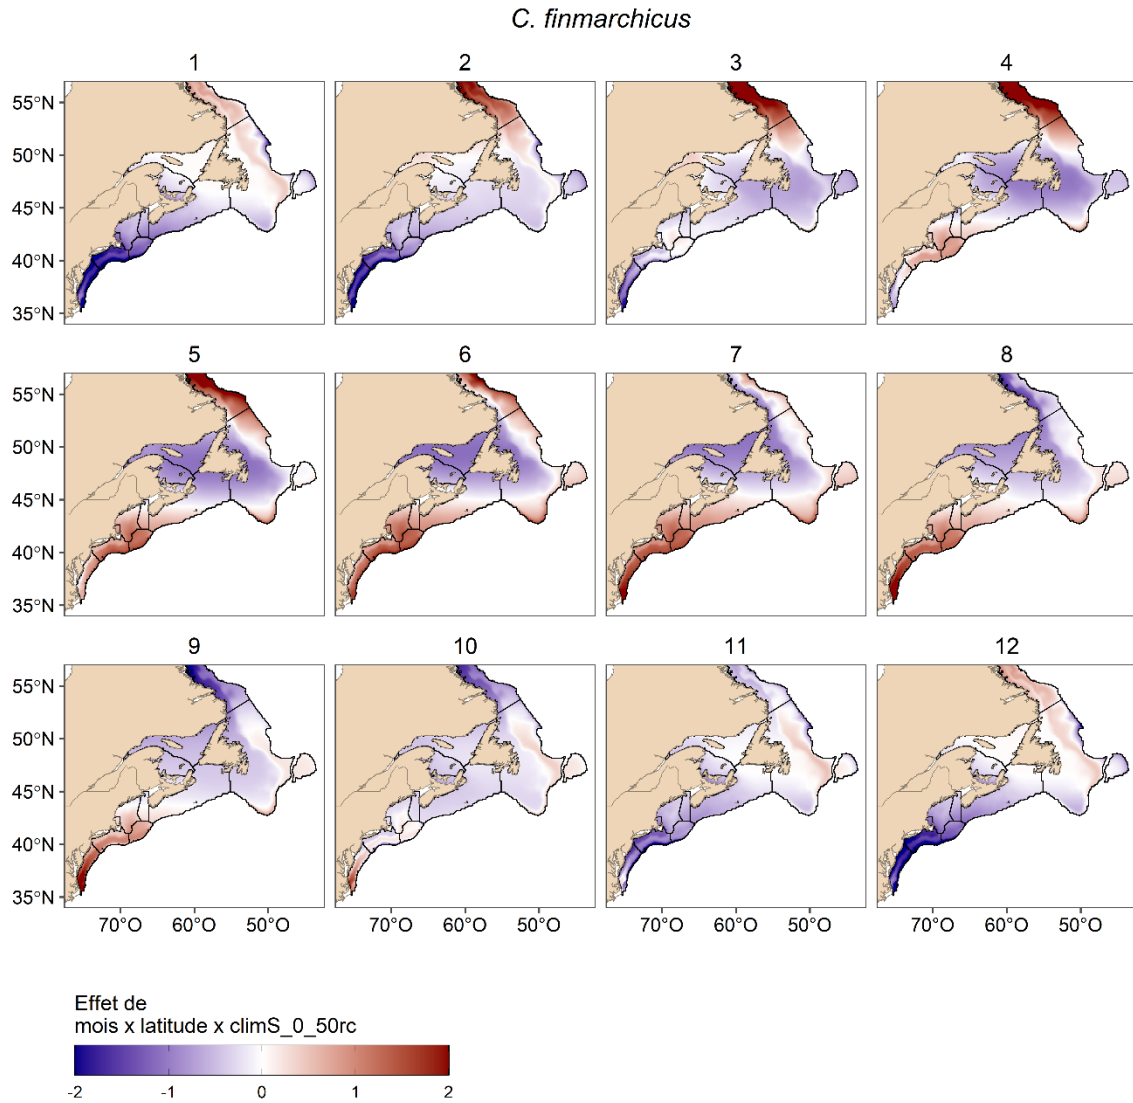 C. finmarchicus
1 2 3 4
55°N
50°N
45°N
40°N
35°N
5 6 7 8
55°N
50°N
45°N
40°N
35°N
9 10 11 12
55°N
50°N
45°N
40°N
35°N
70°O 60°O 50°O 70°O 60°O 50°O 70°O 60°O 50°O 70°O 60°O 50°O
Effet de
mois x latitude x climS_0_50rc
-2 -1 0 1 2